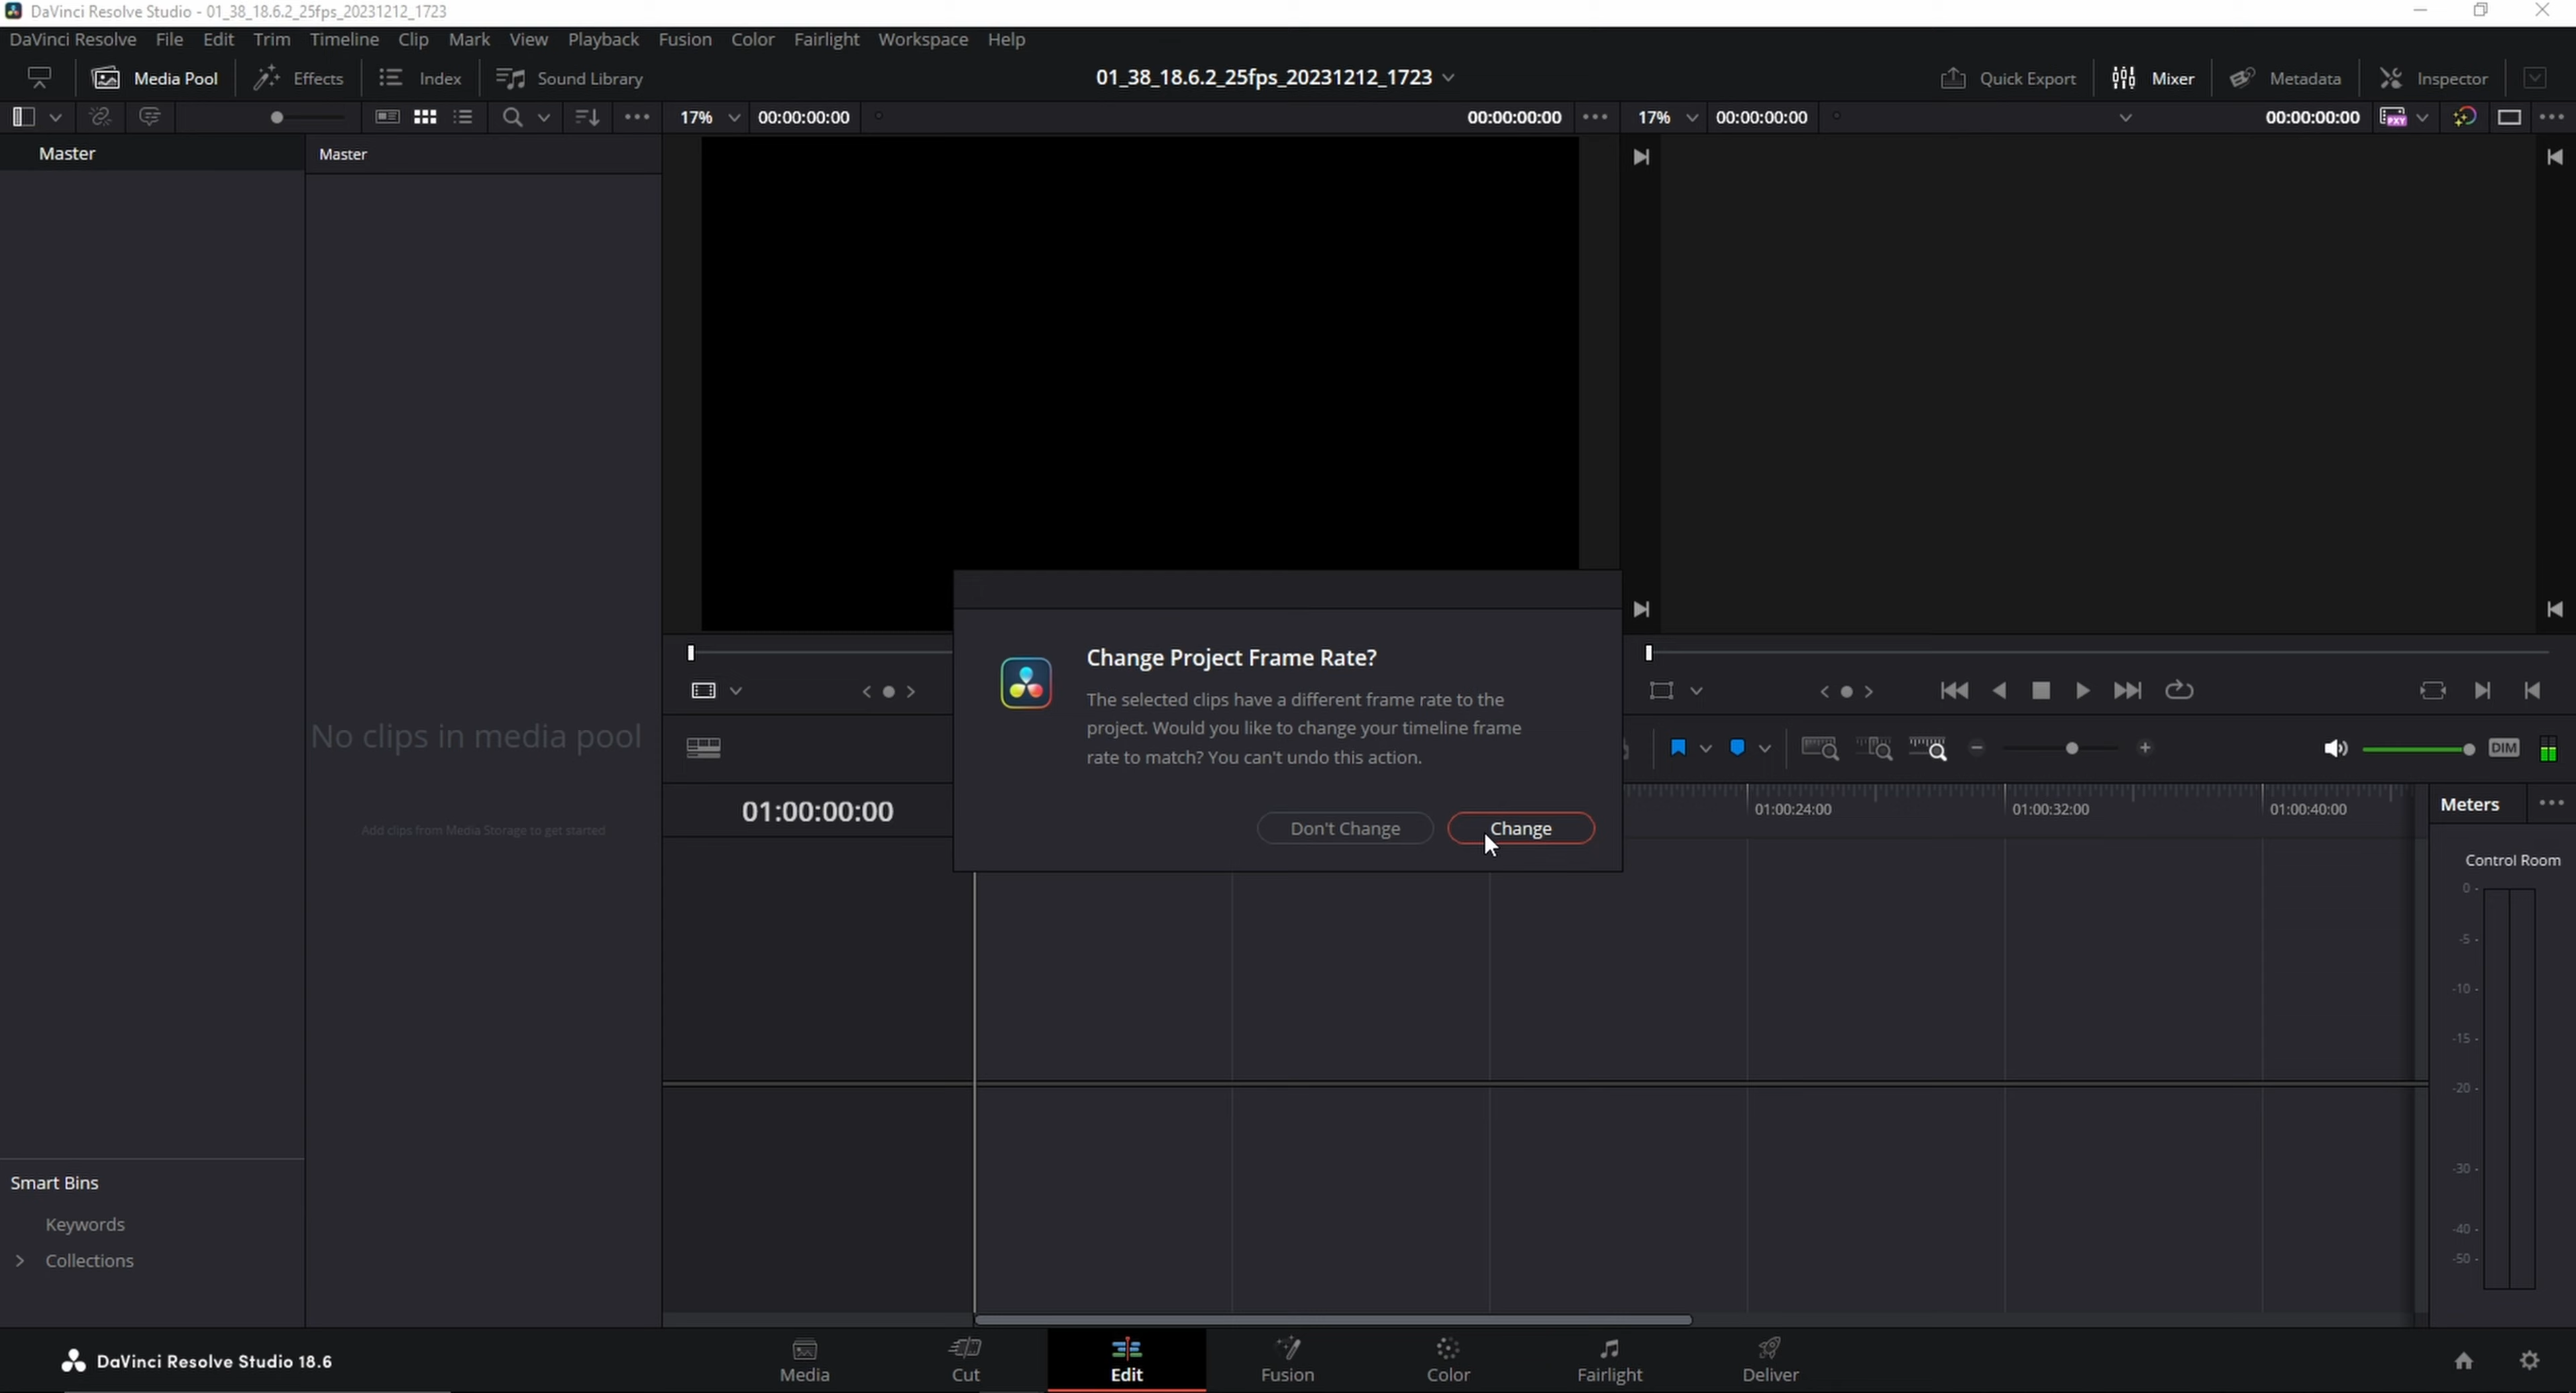 DaVinci Resolve Studio - 01_38_18.6.2_25fps_20231212_1723
DaVinci Resolve File Edit Trim Timeline Clip Mark View Playback Fusion Color Fairlight Workspace Help
Media Pool Effects Index Sound Library 01_38_18.6.2_25fps_20231212_1723 Quick Export Mixer Metadata Inspector
17% 00:00:00:00 00:00:00:00 17% 00:00:00:00 00:00:00:00 PXY
Master Master
No clips in media pool
Add clips from Media Storage to get started
Change Project Frame Rate?
The selected clips have a different frame rate to the
project. Would you like to change your timeline frame
rate to match? You can't undo this action.
Don't Change Change
DIM
01:00:00:00 01:00:24:00 01:00:32:00 01:00:40:00 Meters
Control Room
0
-5
-10
-15
-20
-30
-40
-50
Smart Bins
Keywords
Collections
DaVinci Resolve Studio 18.6 Media Cut Edit Fusion Color Fairlight Deliver